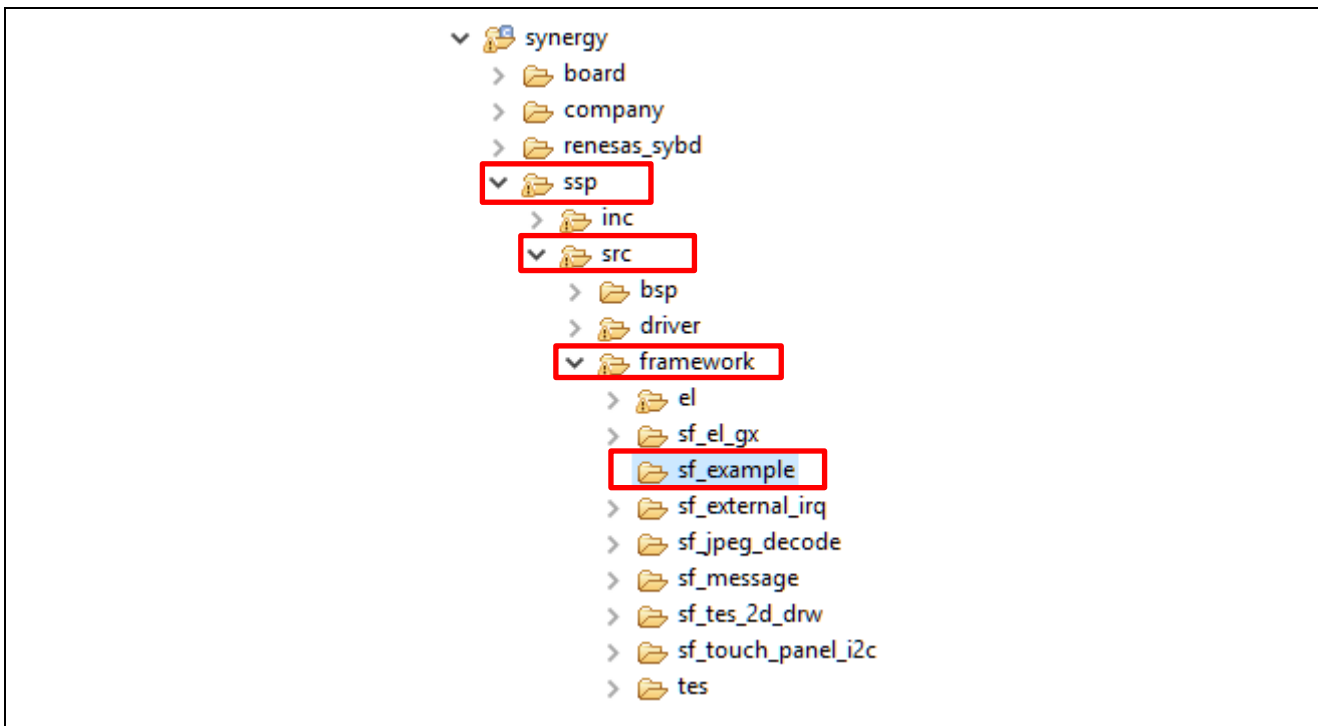 synergy
board
company
renesas_sybd
ssp
inc
src
bsp
driver
framework
el
sf_el_gx
sf_example
sf_external_irq
sf_jpeg_decode
sf_message
sf_tes_2d_drw
sf_touch_panel_i2c
tes